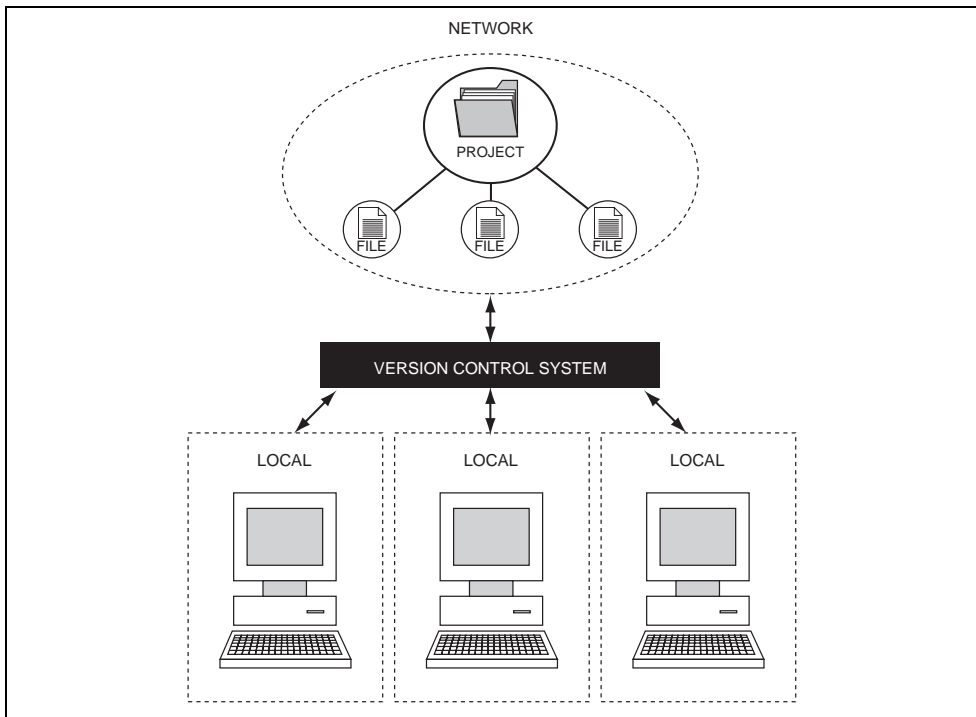 NETWORK
PROJECT
FILE
FILE
FILE
VERSION CONTROL SYSTEM
LOCAL
LOCAL
LOCAL